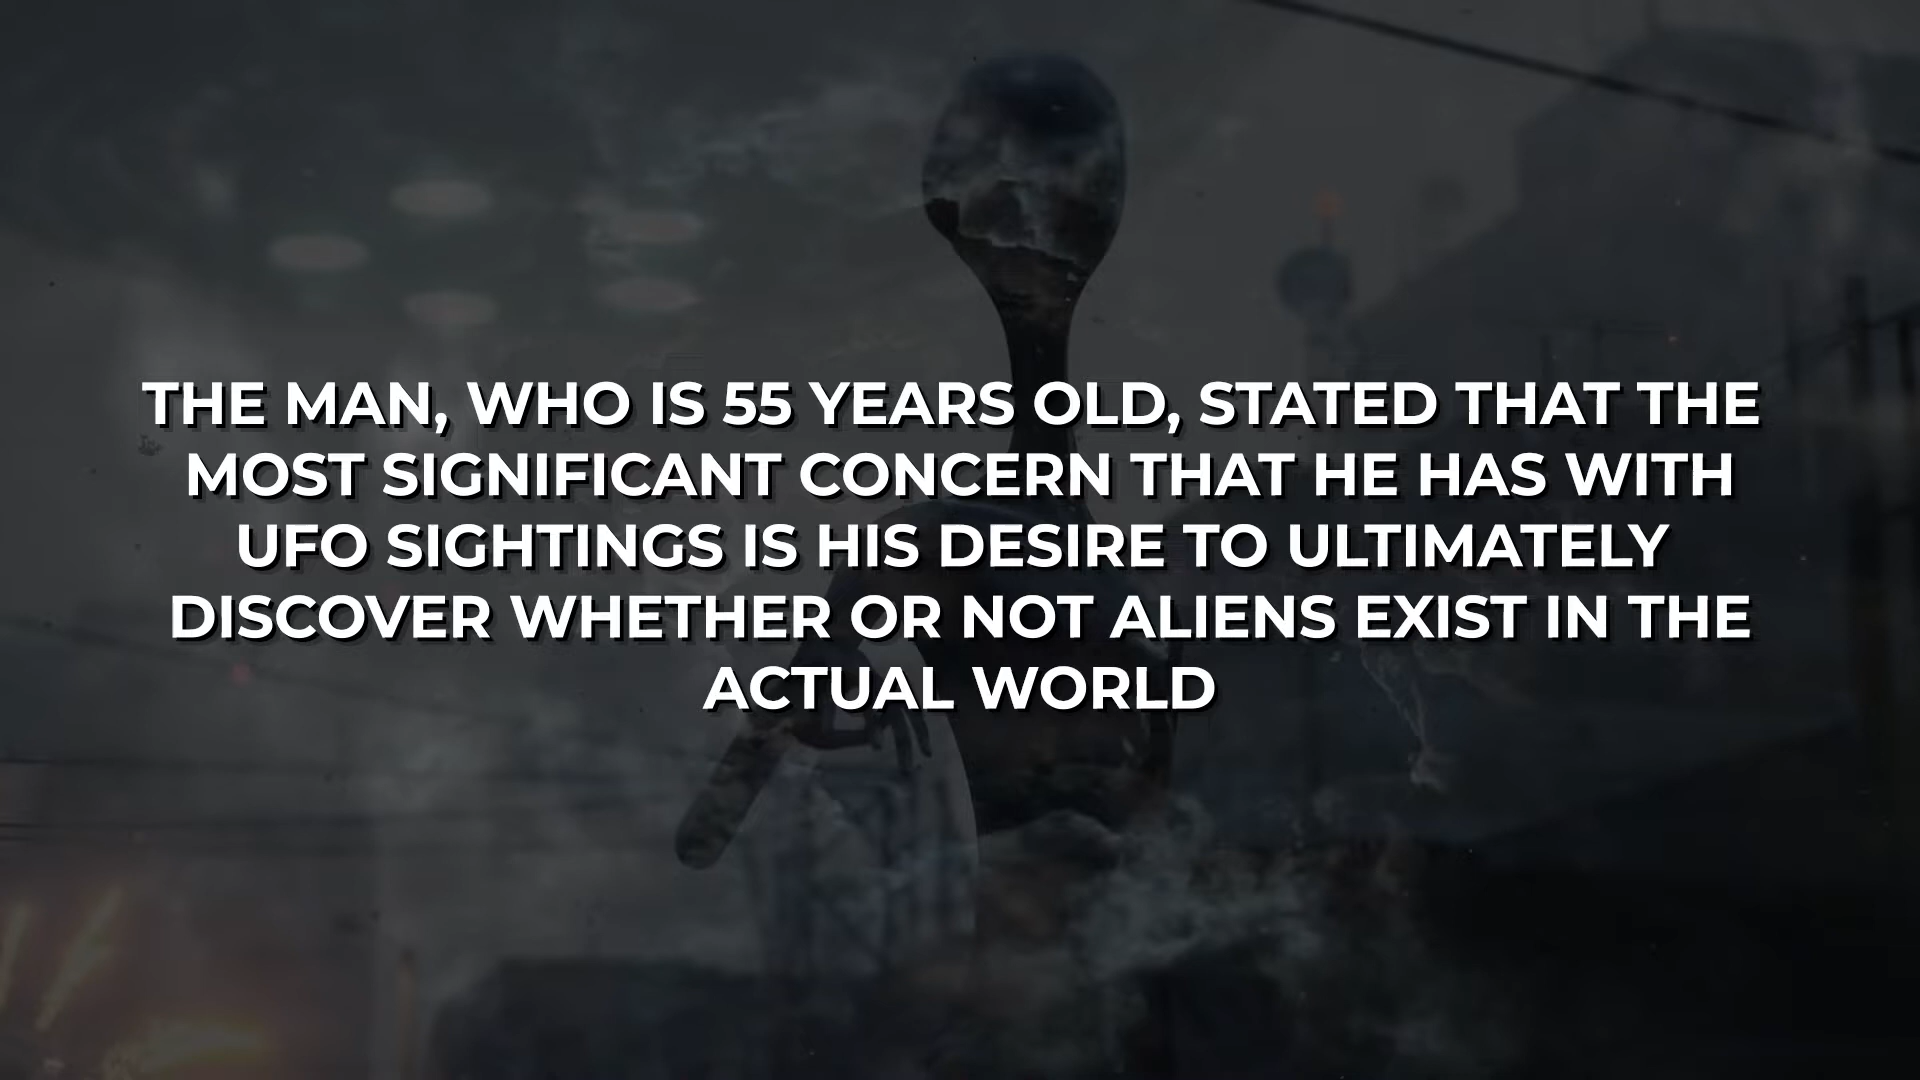 THE MAN, WHO IS 55 YEARS OLD, STATED THAT THE
MOST SIGNIFICANT CONCERN THAT HE HAS WITH
UFO SIGHTINGS IS HIS DESIRE TO ULTIMATELY
DISCOVER WHETHER OR NOT ALIENS EXIST IN THE
ACTUAL WORLD